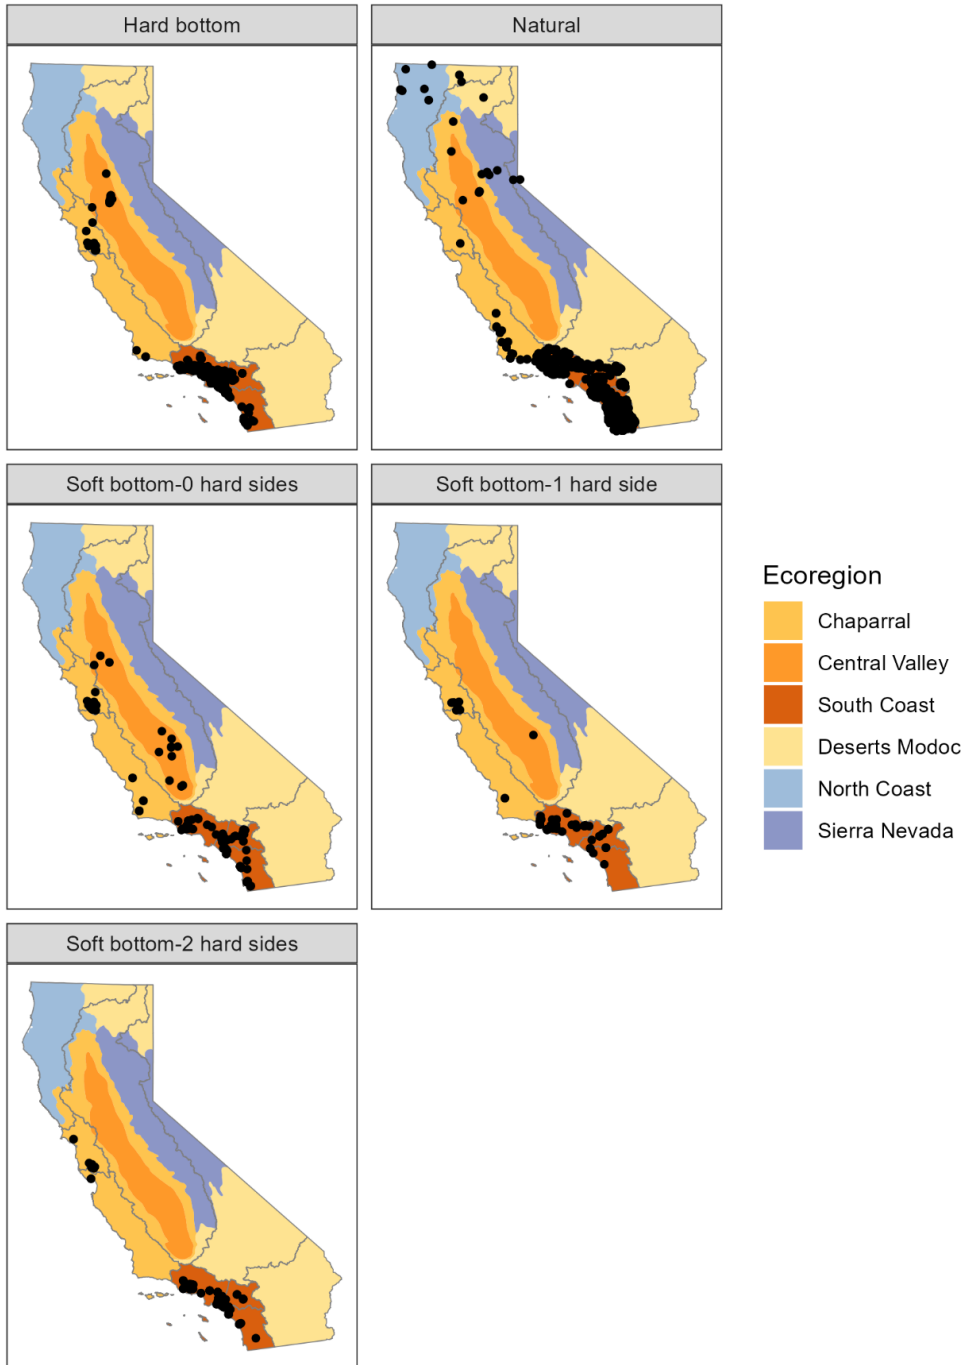 Hard bottom
Natural
Soft bottom-0 hard sides
Soft bottom-1 hard side
Soft bottom-2 hard sides
Ecoregion
Chaparral
Central Valley
South Coast
Deserts Modoc
North Coast
Sierra Nevada